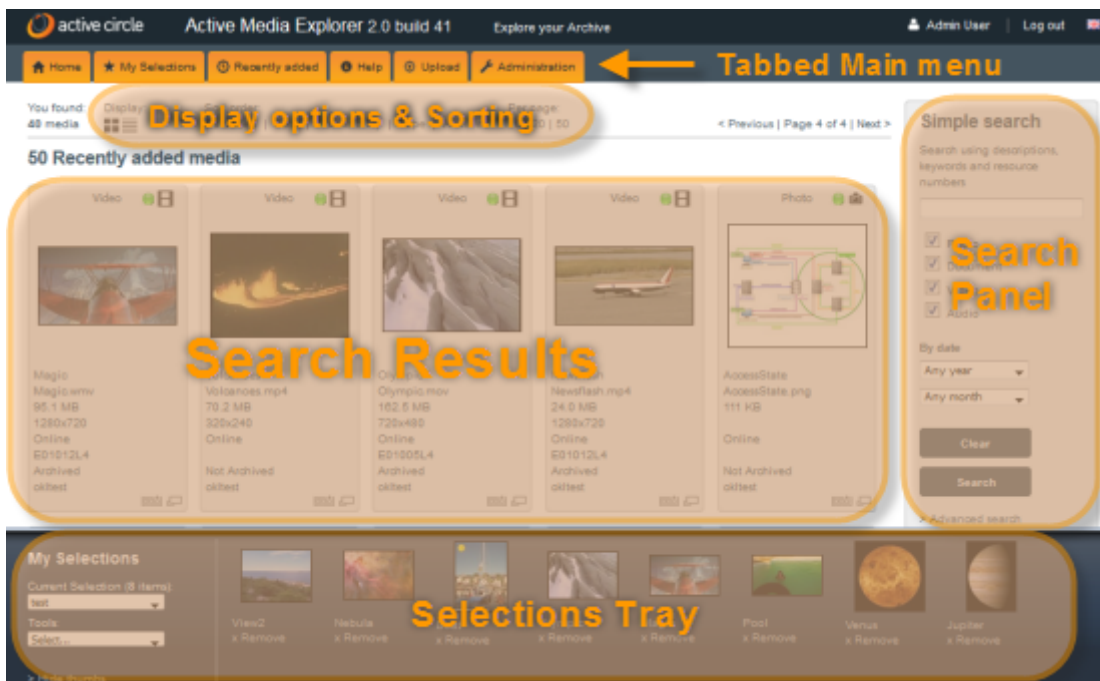 active circle Active Media Explorer 2.0 build 41 Explore your Archive Admin User | Log out
Home My Selections Recently added Help Upload Administration Tabbed Main menu
You found: Display Per page:
40 media | 50 < Previous | Page 4 of 4 | Next >
Display options & Sorting
50 Recently added media
Video Video Video Video Photo
Search Results
Magic AccessState
Magic.wmv Volcanoes.mp4 Olympic.mov Newsflash.mp4 AccessState.png
95.1 MB 70.2 MB 162.5 MB 24.0 MB 111 KB
1280x720 320x240 720x480 1280x720
Online Online Online Online Online
E01012L4 E01005L4 E01012L4
Archived Not Archived Archived Archived Not Archived
okltest okltest okltest okltest okltest
Simple search
Search using descriptions,
keywords and resource
numbers
Document
Audio
Search
Panel
By date
Any year
Any month
Clear
Search
> Advanced search
My Selections
Current Selection (8 items):
test
Tools:
Select...
Selections Tray
View2 Nebula Pool Venus Jupiter
x Remove x Remove x Remove x Remove x Remove x Remove x Remove x Remove